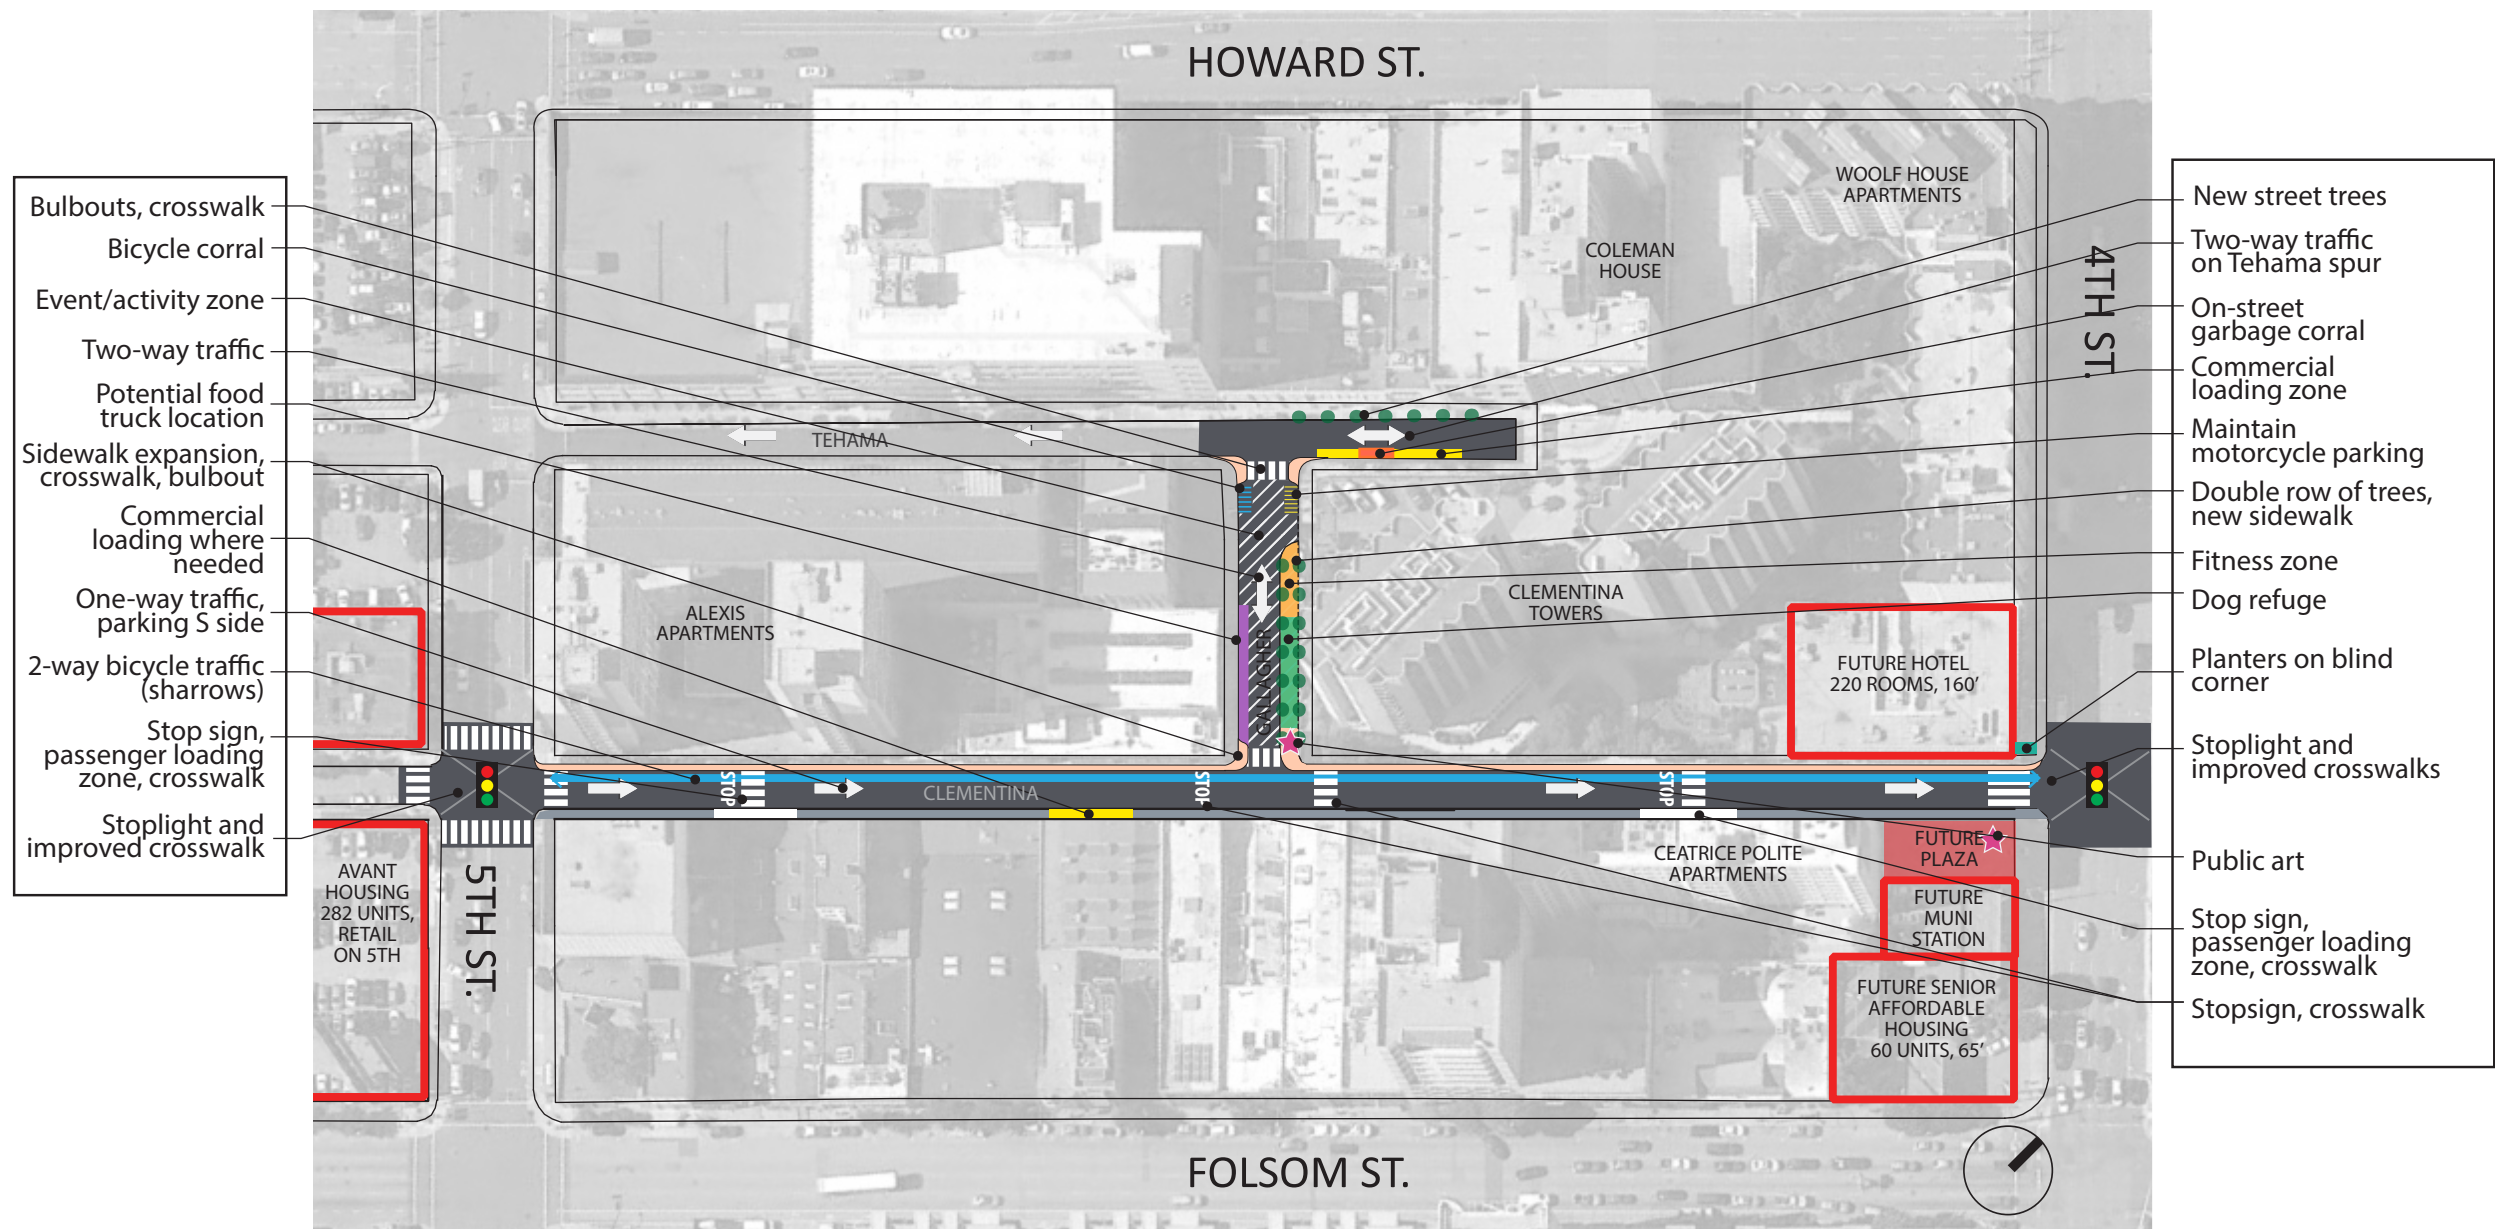 HOWARD ST.
Bulbouts, crosswalk
Bicycle corral
Event/activity zone
Two-way traffic
Potential food
truck location
Sidewalk expansion,
crosswalk, bulbout
Commercial
loading where
needed
One-way traffic,
parking S side
2-way bicycle traffic
(sharrows)
Stop sign,
passenger loading
zone, crosswalk
Stoplight and
improved crosswalk
WOOLF HOUSE
APARTMENTS
COLEMAN
HOUSE
4TH ST.
TEHAMA
ALEXIS
APARTMENTS
GALLAGHER
CLEMENTINA
TOWERS
FUTURE HOTEL
220 ROOMS, 160’
STOP
CLEMENTINA
STOP
STOP
AVANT
HOUSING
282 UNITS,
RETAIL
ON 5TH
5TH ST.
CEATRICE POLITE
APARTMENTS
FUTURE
PLAZA
FUTURE
MUNI
STATION
FUTURE SENIOR
AFFORDABLE
HOUSING
60 UNITS, 65’
FOLSOM ST.
New street trees
Two-way traffic
on Tehama spur
On-street
garbage corral
Commercial
loading zone
Maintain
motorcycle parking
Double row of trees,
new sidewalk
Fitness zone
Dog refuge
Planters on blind
corner
Stoplight and
improved crosswalks
Public art
Stop sign,
passenger loading
zone, crosswalk
Stopsign, crosswalk